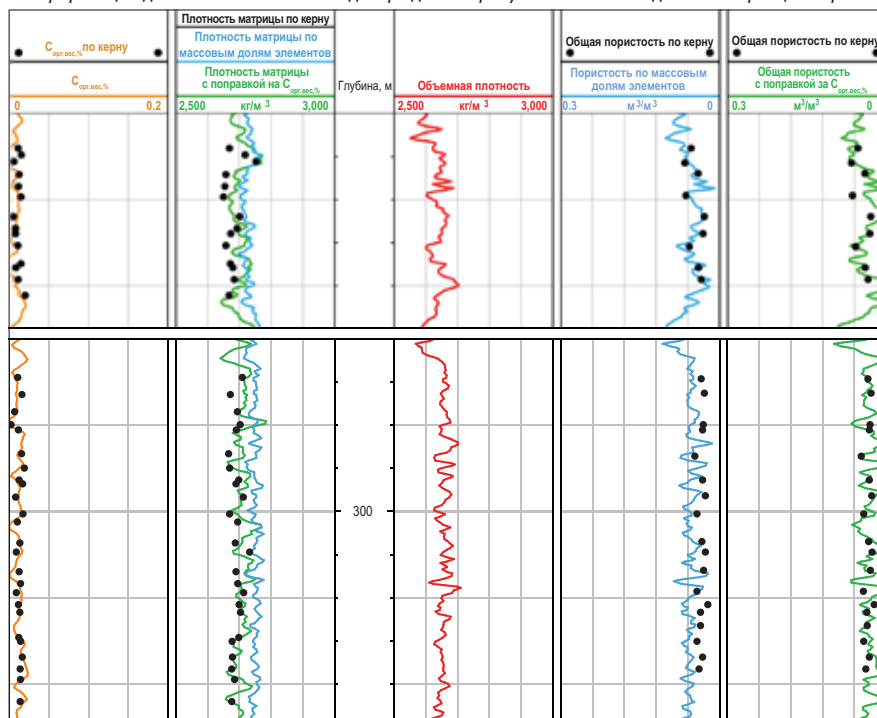 Плотность матрицы по керну
Сорг.вес,% по керну
Плотность матрицы по
массовым долям элементов
Общая пористость по керну
Общая пористость по керну
Сорг.вес,%
Плотность матрицы
с поправкой на Сорг.вес,%
Глубина, м
Объемная плотность
Пористость по массовым
долям элементов
Общая пористость
с поправкой за Сорг.вес,%
0 0.2
2,500 3,000
2,500 кг/м 3 3,000
0.3 м3/м3 0
0.3 м3/м3 0
300